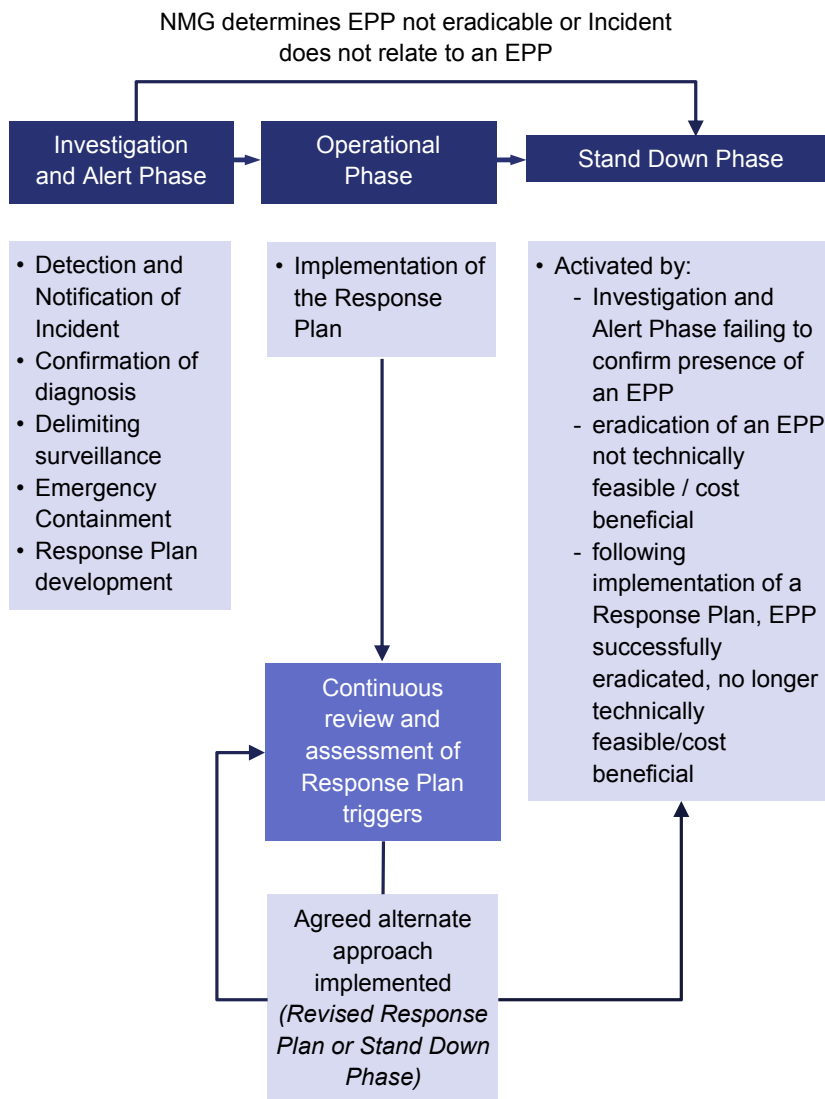 NMG determines EPP not eradicable or Incident
does not relate to an EPP
Investigation
and Alert Phase
Operational
Phase
Stand Down Phase
• Detection and
Notification of
Incident
• Confirmation of
diagnosis
• Delimiting
surveillance
• Emergency
Containment
• Response Plan
development
• Implementation of
the Response
Plan
• Activated by:
- Investigation and
Alert Phase failing to
confirm presence of
an EPP
- eradication of an EPP
not technically
feasible / cost
beneficial
- following
implementation of a
Response Plan, EPP
successfully
eradicated, no longer
technically
feasible/cost
beneficial
Continuous
review and
assessment of
Response Plan
triggers
Agreed alternate
approach
implemented
(Revised Response
Plan or Stand Down
Phase)